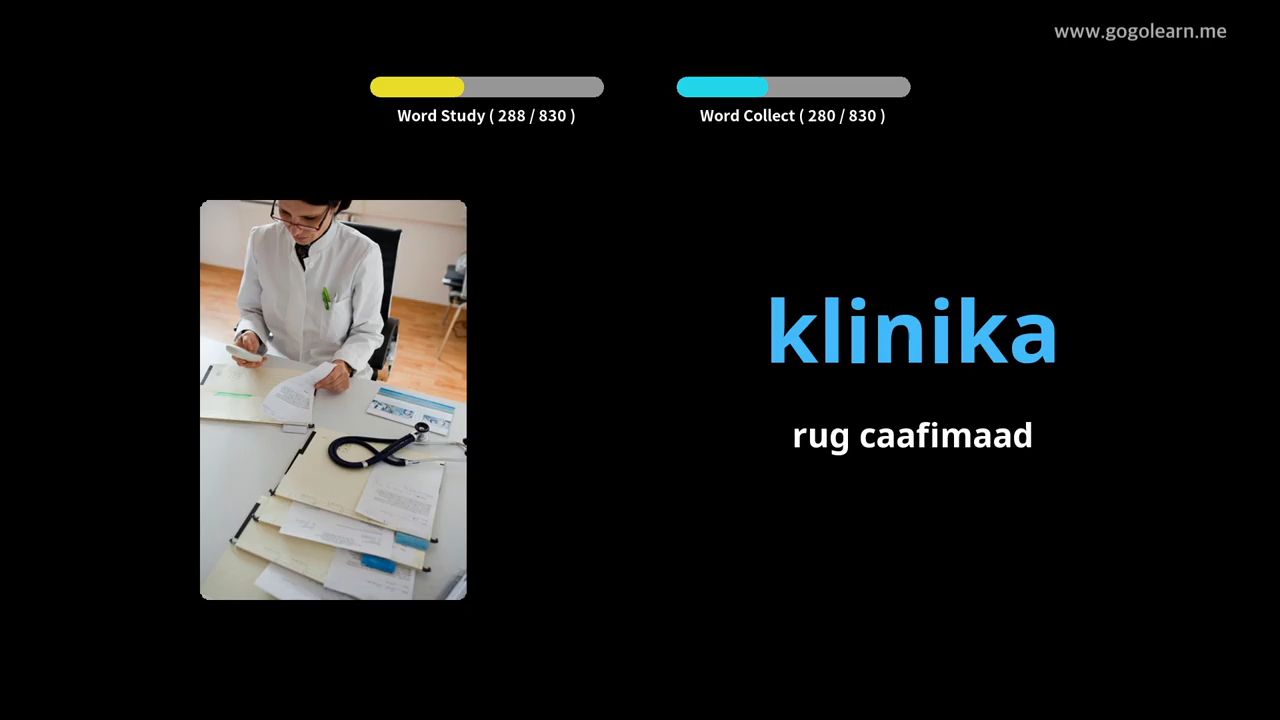 www.gogolearn.me
Word Study ( 288 / 830 )
Word Collect ( 280 / 830 )
klinika
rug caafimaad